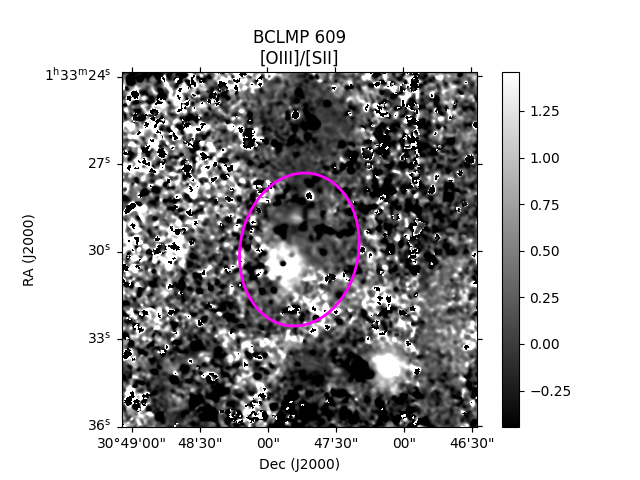 BCLMP 609
[OIII]/[SII]
RA (J2000)
1h33m24s
27s
30s
33s
36s
30°49'00" 48'30" 00" 47'30" 00" 46'30"
Dec (J2000)
1.25
1.00
0.75
0.50
0.25
0.00
−0.25